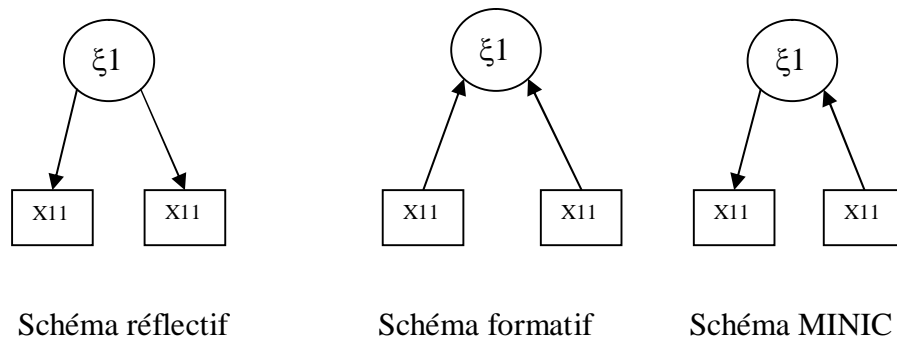 ξ1 ξ1 ξ1
X11 X11 X11 X11 X11 X11
Schéma réflectif Schéma formatif Schéma MINIC